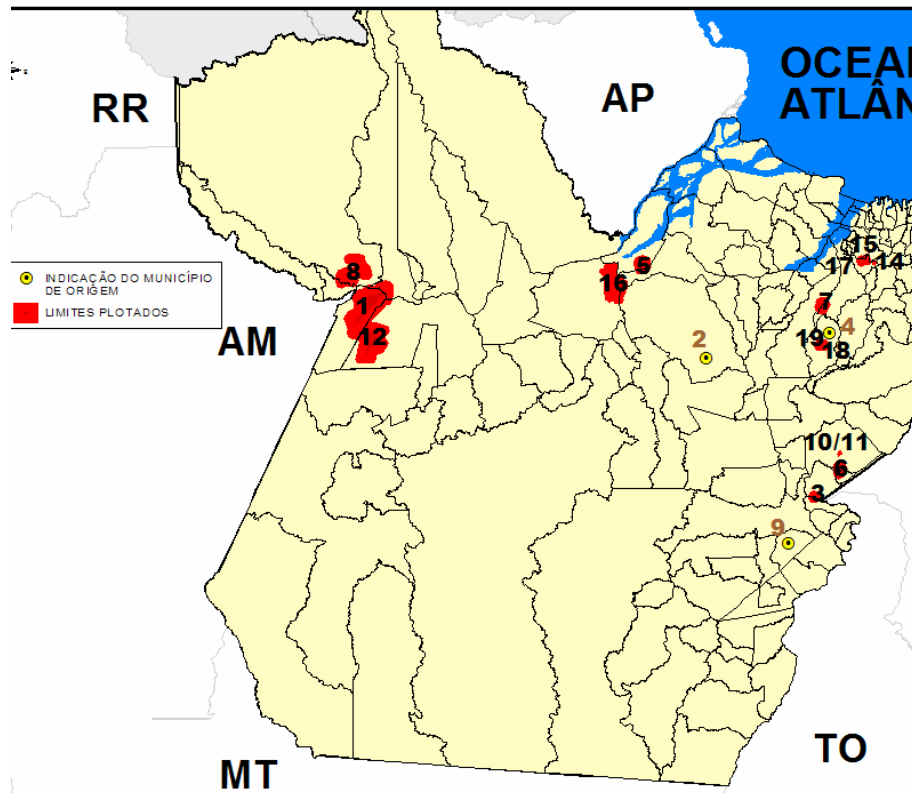 OCEA
ATLÂN
RR
AP
15
14
17
5
8
16
1
7
INDICAÇÃO DO MUNICÍPIO
DE ORIGEM
LIMITES PLOTADOS
AM
12
2
4
19
18
10/11
6
3
9
TO
MT